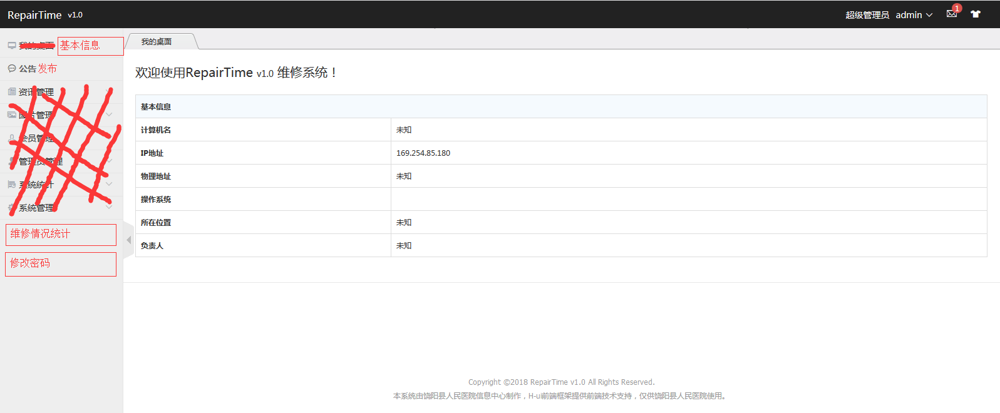 RepairTime v1.0
超级管理员 admin
1
我的桌面 基本信息
公告 发布
资讯管理
图片管理
会员管理
管理员管理
系统统计
系统管理
维修情况统计
修改密码
我的桌面
欢迎使用RepairTime v1.0 维修系统！
基本信息
计算机名 未知
IP地址 169.254.85.180
物理地址 未知
操作系统
所在位置 未知
负责人 未知
Copyright ©2018 RepairTime v1.0 All Rights Reserved.
本系统由饶阳县人民医院信息中心制作，H-ui前端框架提供前端技术支持，仅供饶阳县人民医院使用。